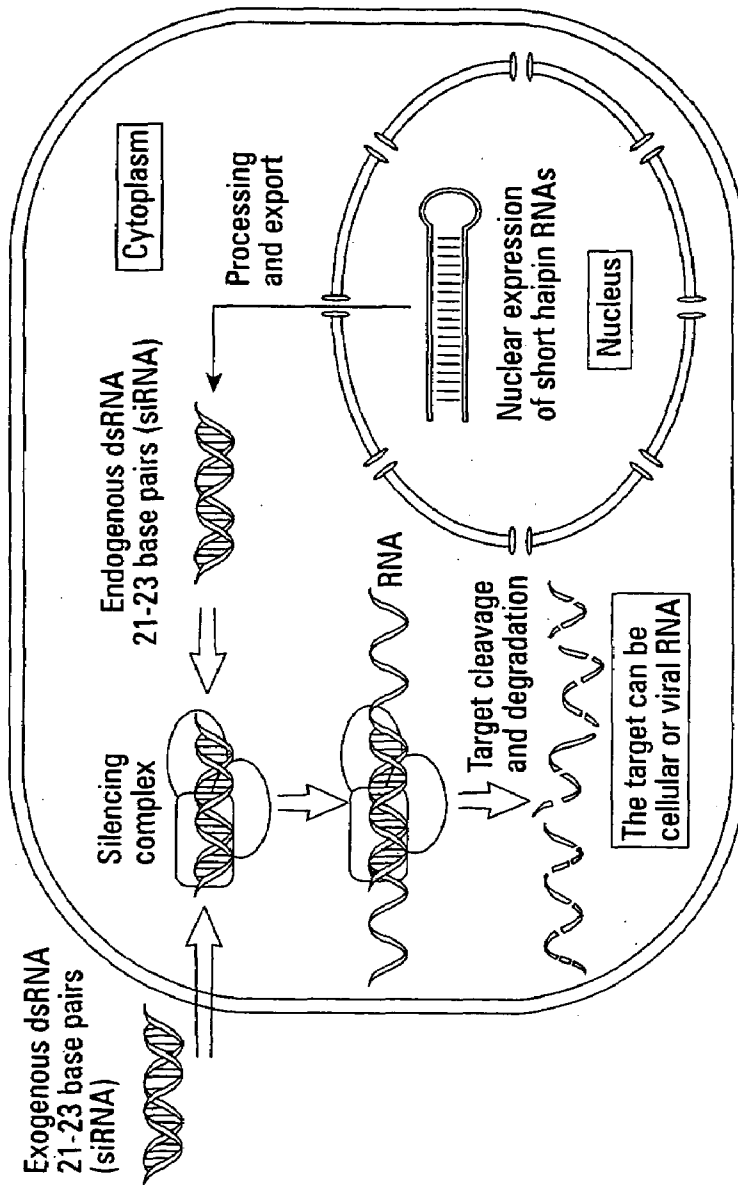 Exogenous dsRNA
21-23 base pairs
(siRNA)
Silencing
complex
Endogenous dsRNA
21-23 base pairs (siRNA)
Cytoplasm
Processing
and export
RNA
Target cleavage
and degradation
The target can be
cellular or viral RNA
Nuclear expression
of short haipin RNAs
Nucleus